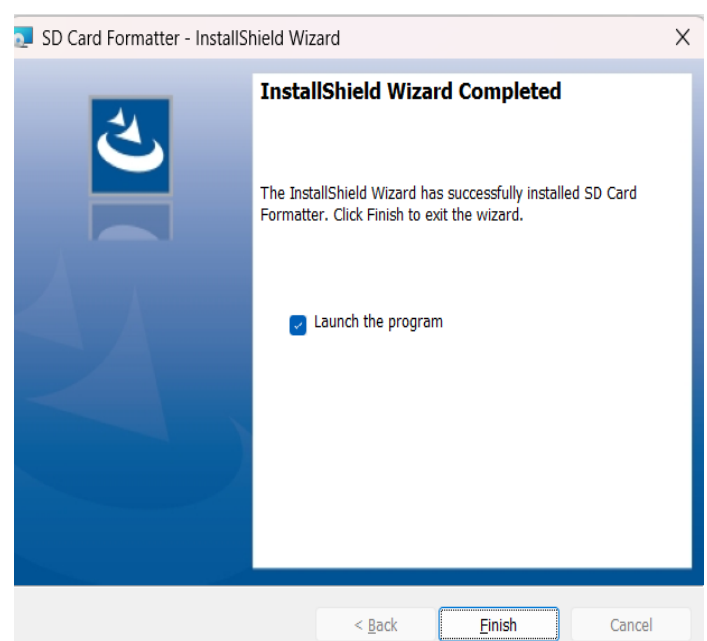 SD Card Formatter - InstallShield Wizard
InstallShield Wizard Completed
The InstallShield Wizard has successfully installed SD Card
Formatter. Click Finish to exit the wizard.
Launch the program
< Back
Finish
Cancel